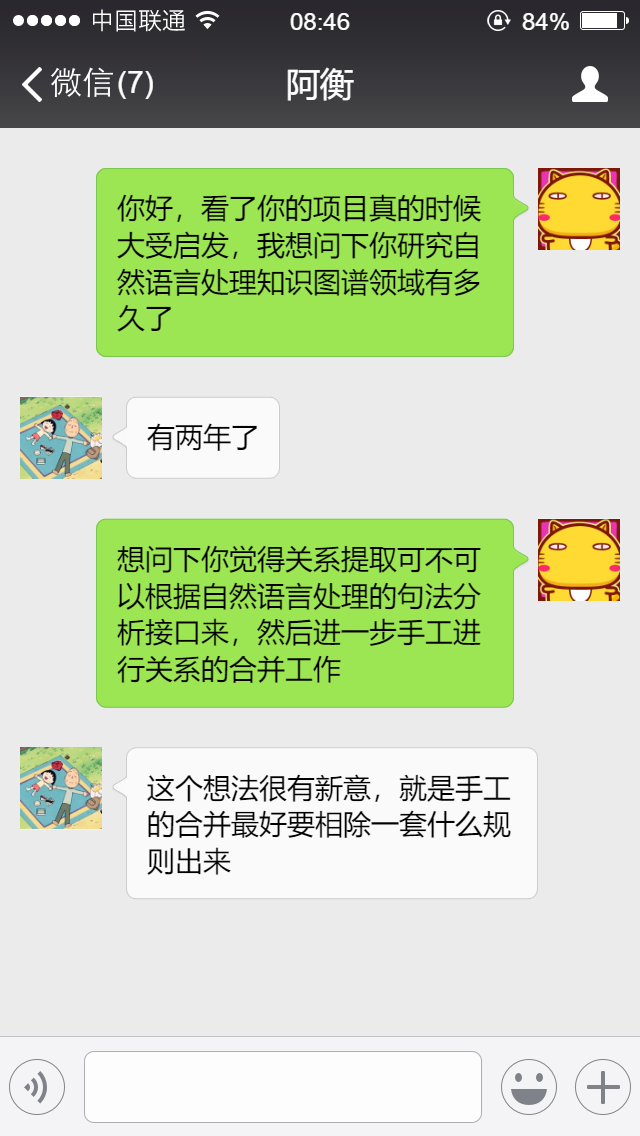 中国联通
08:46
84%
微信(7)
阿衡
你好，看了你的项目真的时候
大受启发，我想问下你研究自
然语言处理知识图谱领域有多
久了
有两年了
想问下你觉得关系提取可不可
以根据自然语言处理的句法分
析接口来，然后进一步手工进
行关系的合并工作
这个想法很有新意，就是手工
的合并最好要相除一套什么规
则出来